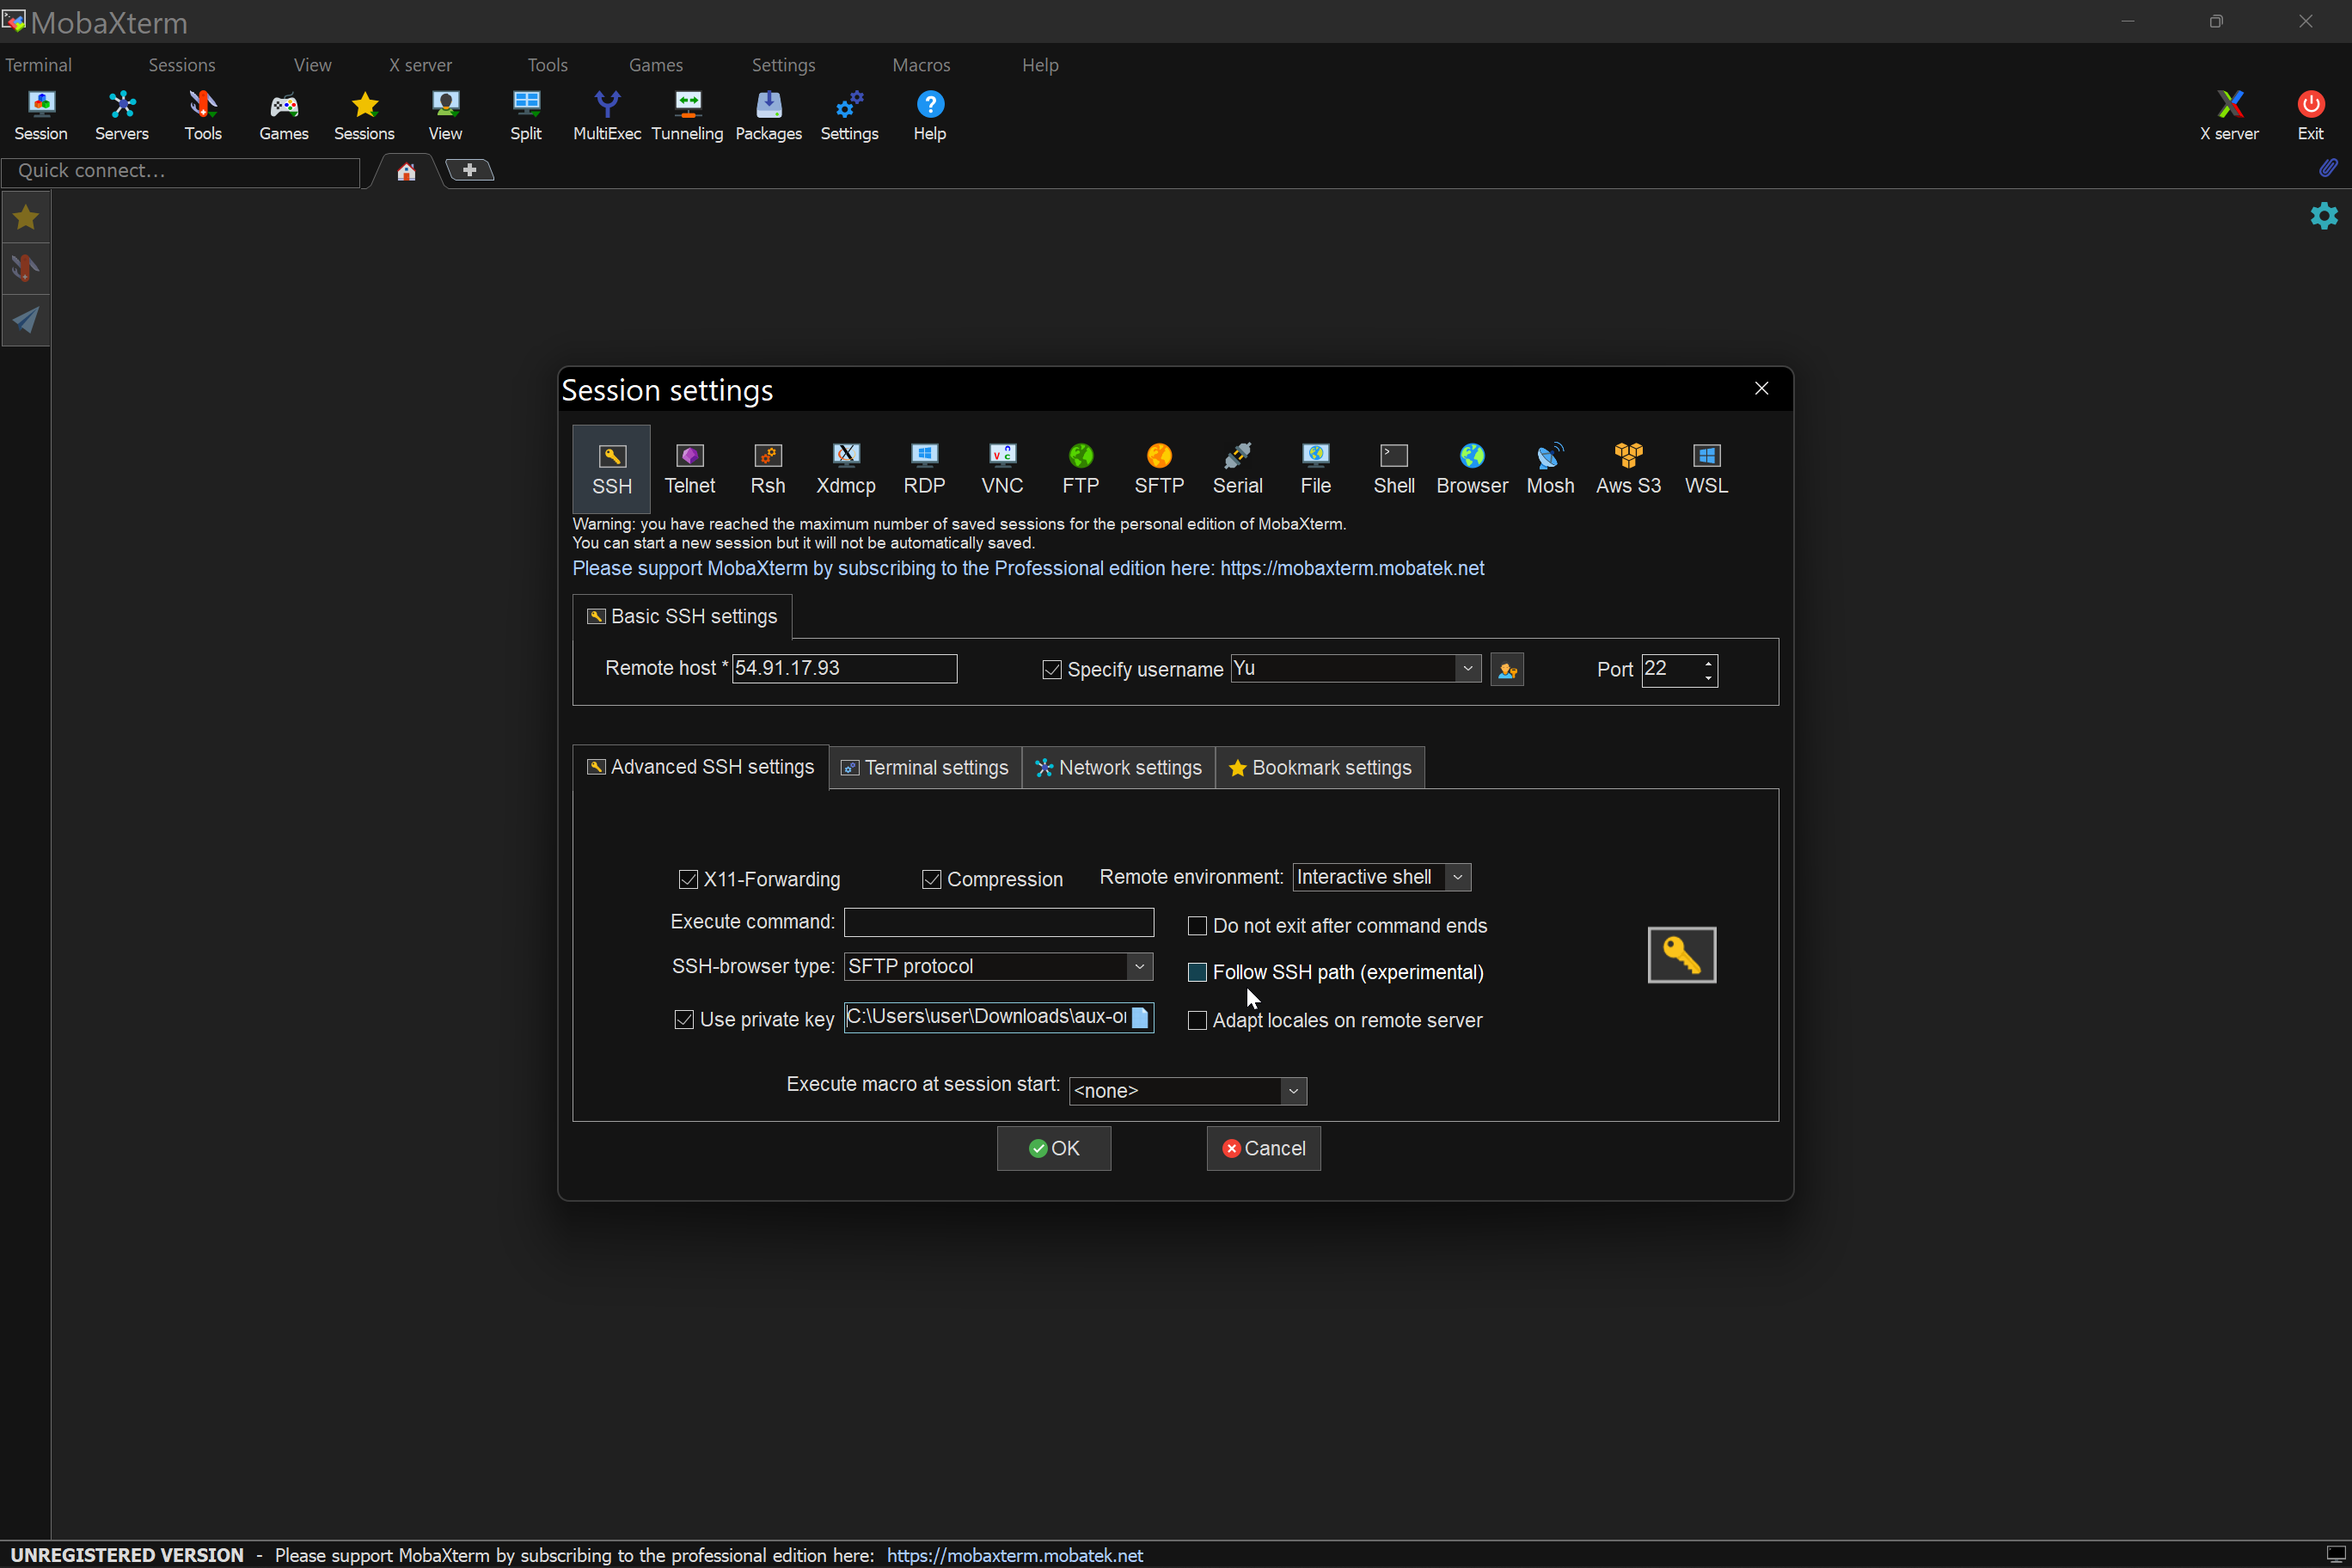 MobaXterm
Terminal Sessions View X server Tools Games Settings Macros Help
Session Servers Tools Games Sessions View Split MultiExec Tunneling Packages Settings Help X server Exit
Quick connect...
Session settings
SSH Telnet Rsh Xdmcp RDP VNC FTP SFTP Serial File Shell Browser Mosh Aws S3 WSL
Warning: you have reached the maximum number of saved sessions for the personal edition of MobaXterm.
You can start a new session but it will not be automatically saved.
Please support MobaXterm by subscribing to the Professional edition here: https://mobaxterm.mobatek.net
Basic SSH settings
Remote host * 54.91.17.93 Specify username Yu Port 22
Advanced SSH settings Terminal settings Network settings Bookmark settings
X11-Forwarding Compression Remote environment: Interactive shell
Execute command: Do not exit after command ends
SSH-browser type: SFTP protocol Follow SSH path (experimental)
Use private key C:\Users\user\Downloads\aux- Adapt locales on remote server
Execute macro at session start: <none>
OK Cancel
UNREGISTERED VERSION - Please support MobaXterm by subscribing to the professional edition here: https://mobaxterm.mobatek.net